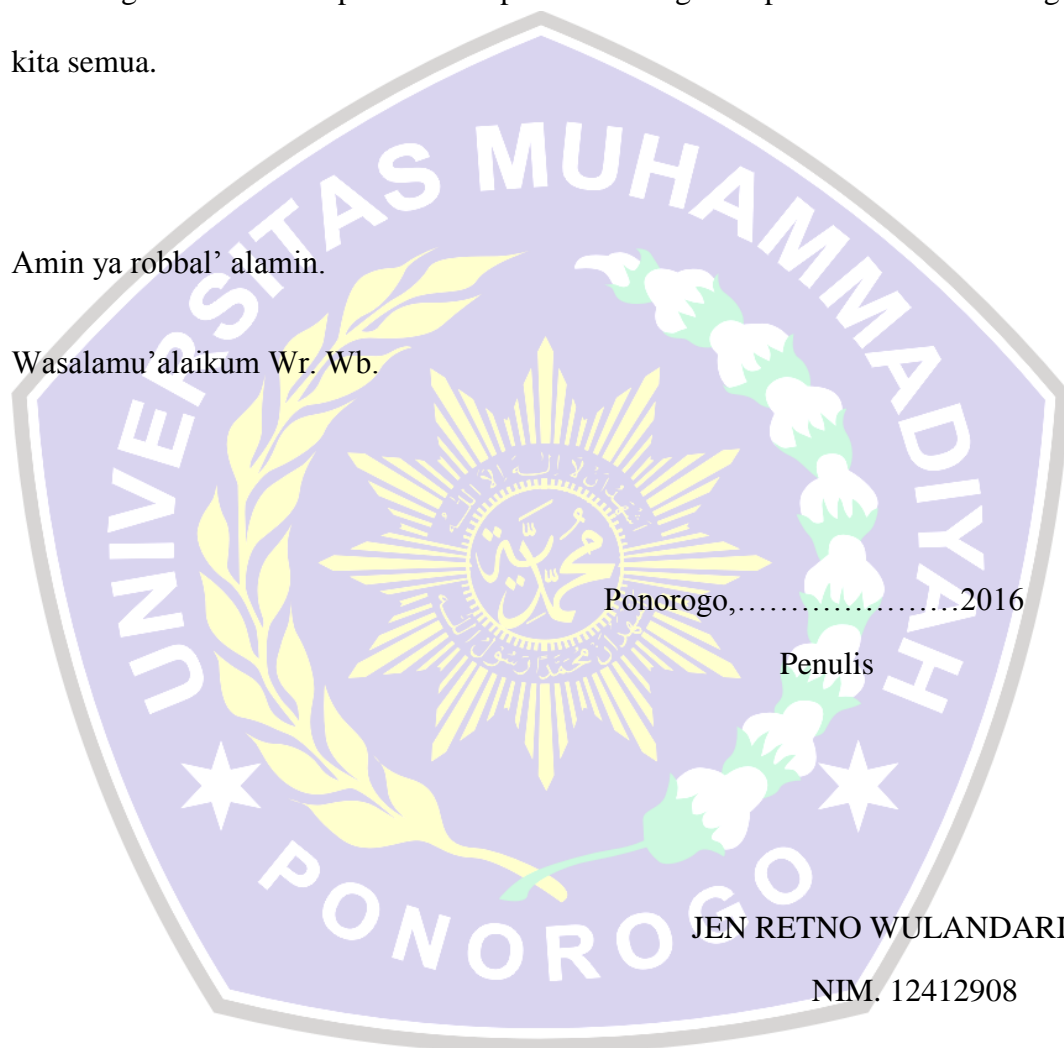 kita semua.
Amin ya robbal’ alamin.
Wasalamu’alaikum Wr. Wb.
UNIVERSITAS MUHAMMADIYAH
محمدية
Ponorogo,…………………2016
Penulis
PONOROGO
JEN RETNO WULANDARI
NIM. 12412908